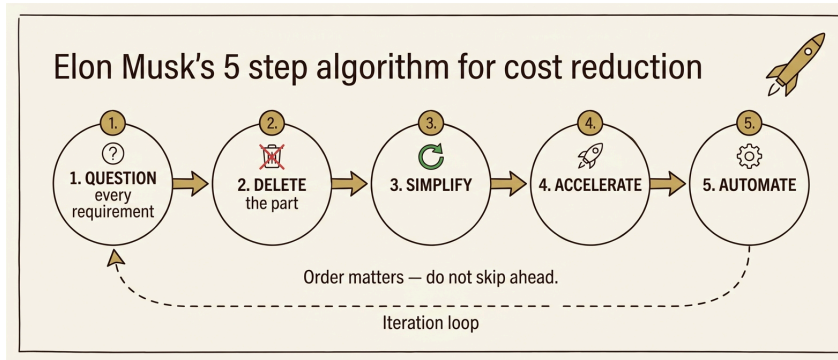 Elon Musk's 5 step algorithm for cost reduction
1.
1. QUESTION
every
requirement
2.
2. DELETE
the part
3.
3. SIMPLIFY
4.
4. ACCELERATE
5.
5. AUTOMATE
Order matters — do not skip ahead.
Iteration loop